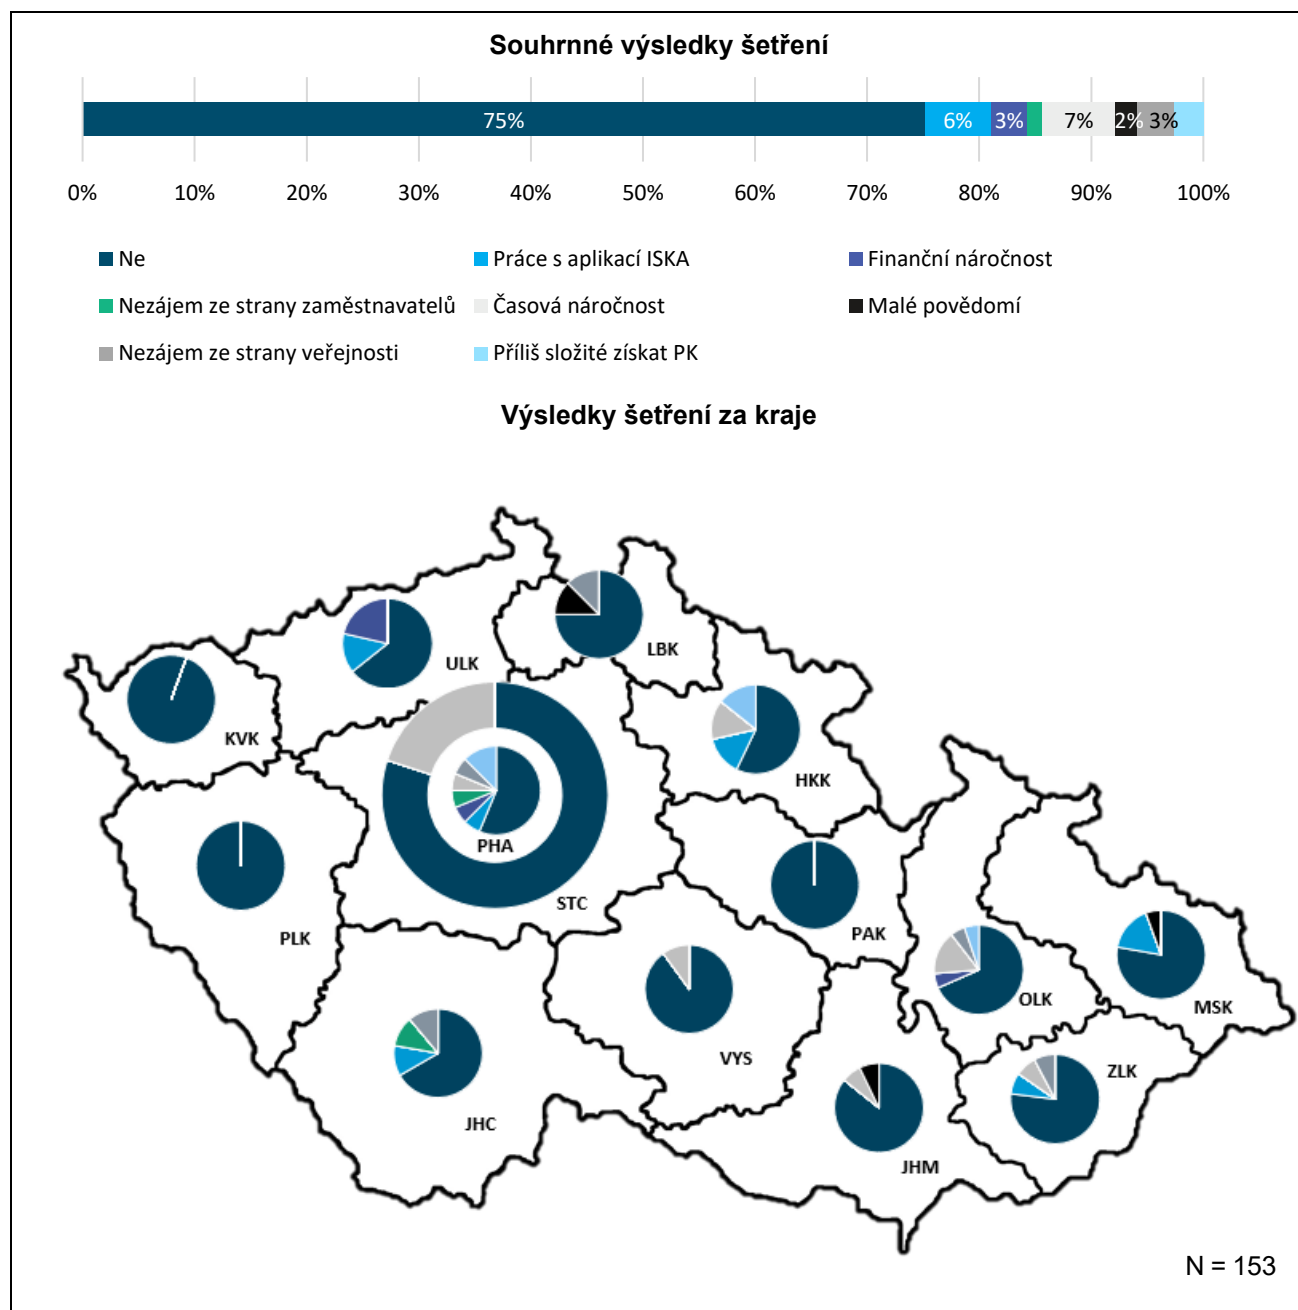 Souhrnné výsledky šetření
75% 6% 3% 7% 2% 3%
0% 10% 20% 30% 40% 50% 60% 70% 80% 90% 100%
Ne Práce s aplikací ISKA Finanční náročnost
Nezájem ze strany zaměstnavatelů Časová náročnost Malé povědomí
Nezájem ze strany veřejnosti Příliš složité získat PK
Výsledky šetření za kraje
LBK
ULK
KVK
HKK
PHA
STC
PLK
PAK
OLK
MSK
VYS
ZLK
JHC
JHM
N = 153